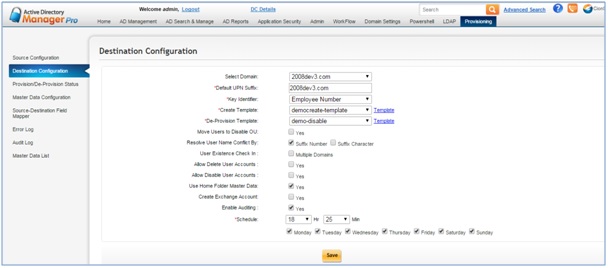 Active Directory
Manager Pro
Welcome admin, Logout
DC Details
Search
Advanced Search
Home AD Management AD Search & Manage AD Reports Application Security Admin WorkFlow Domain Settings Powershell LDAP Provisioning
Source Configuration
Destination Configuration
Provision/De-Provision Status
Master Data Configuration
Source-Destination Field
Mapper
Error Log
Audit Log
Master Data List
Destination Configuration
Select Domain: 2008dev3.com
*Default UPN Suffix: 2008dev3.com
*Key Identifier: Employee Number
*Create Template: democreate-template Template
*De-Provision Template: demo-disable Template
Move Users to Disable OU: Yes
Resolve User Name Conflict By: Suffix Number Suffix Character
User Existence Check In : Multiple Domains
Allow Delete User Accounts : Yes
Allow Disable User Accounts : Yes
Use Home Folder Master Data: Yes
Create Exchange Account: Yes
Enable Auditing : Yes
*Schedule: 18 Hr 25 Min
Monday Tuesday Wednesday Thursday Friday Saturday Sunday
Save